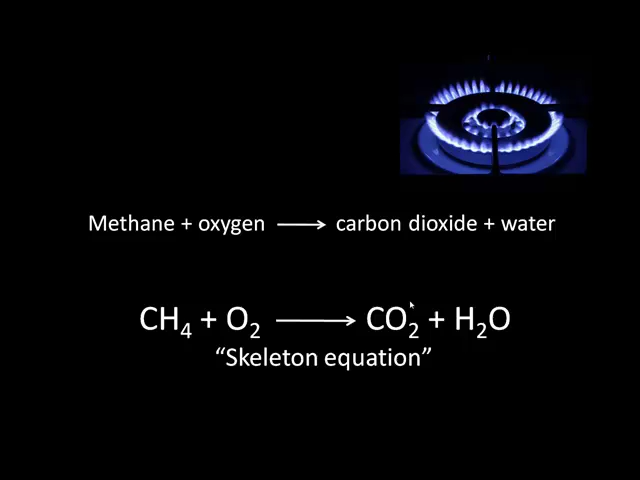 Methane + oxygen ⟶ carbon dioxide + water
CH₄ + O₂ ⟶ CO₂ + H₂O
“Skeleton equation”